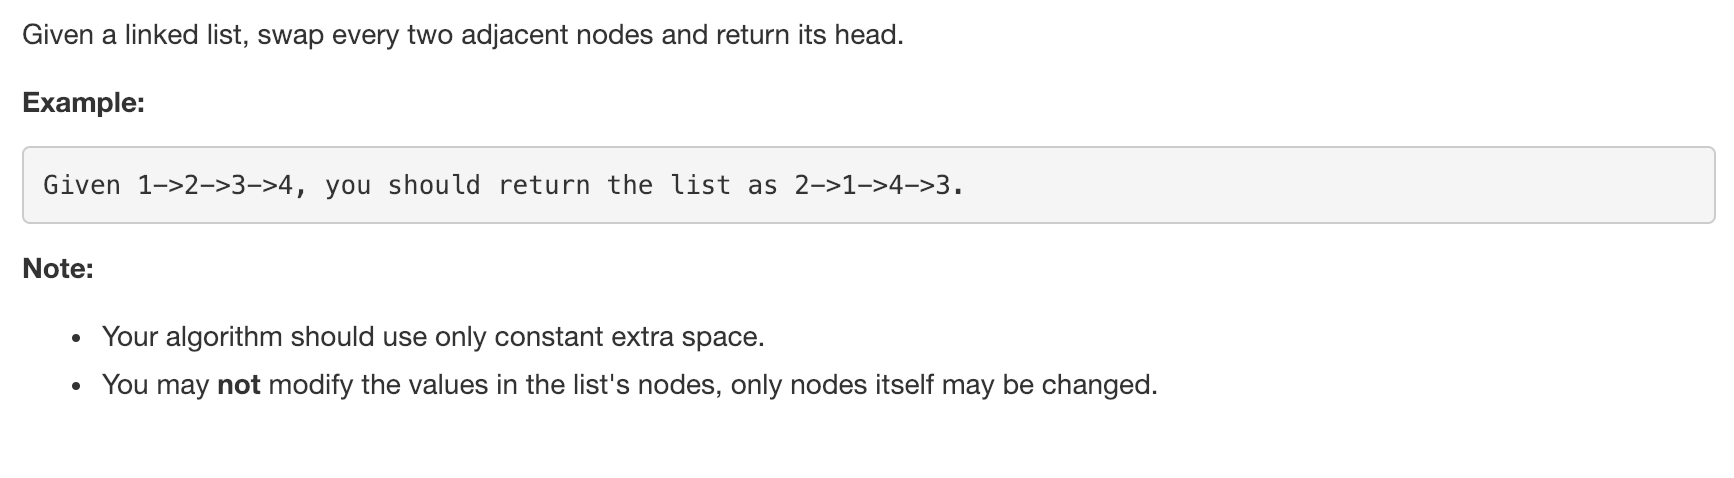 Given a linked list, swap every two adjacent nodes and return its head.
Example:
Given 1->2->3->4, you should return the list as 2->1->4->3.
Note:
• Your algorithm should use only constant extra space.
• You may not modify the values in the list's nodes, only nodes itself may be changed.